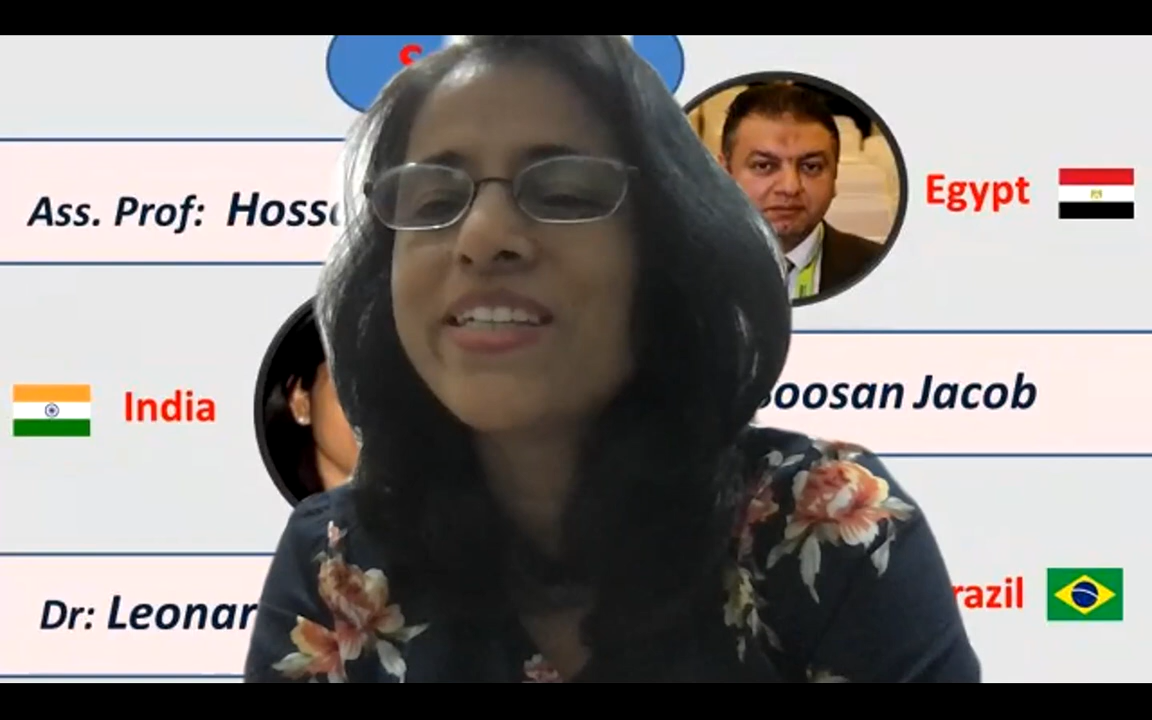 S
Ass. Prof: Hoss
Egypt
India
oosan Jacob
Dr: Leonar
razil